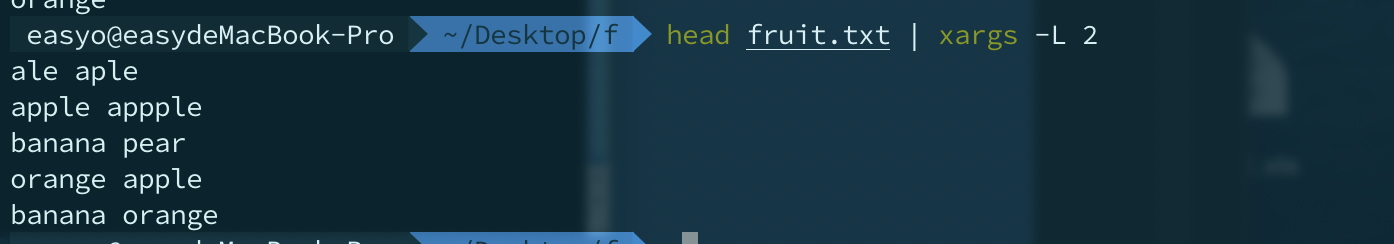 orange
easyo@easydeMacBook-Pro ~/Desktop/f head fruit.txt | xargs -L 2
ale aple
apple appple
banana pear
orange apple
banana orange